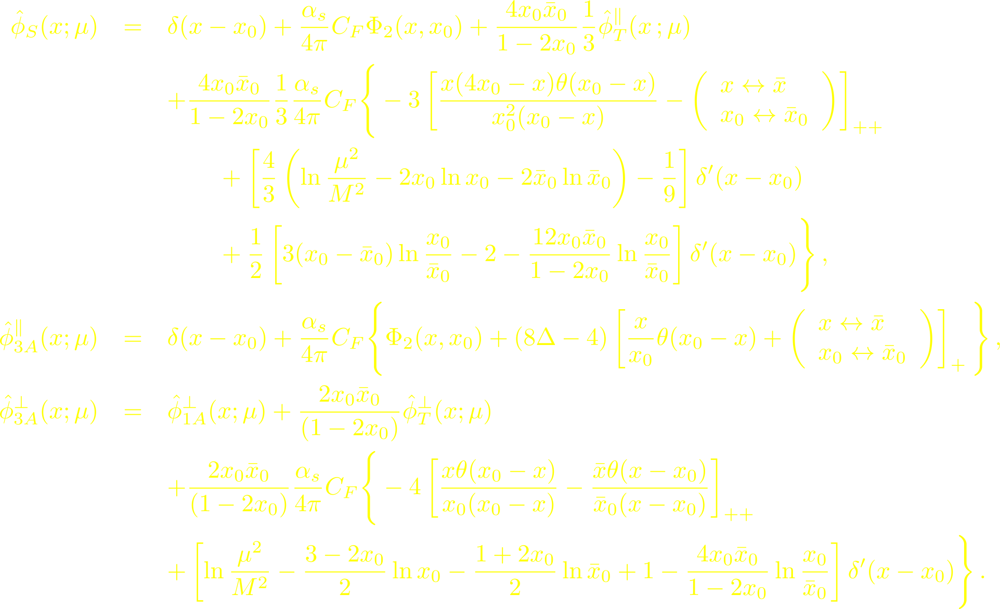 \hat{\phi}_S(x;\mu) = \delta(x-x_0) + \frac{\alpha_s}{4\pi} C_F \Phi_2(x,x_0) + \frac{4x_0\bar{x}_0}{1-2x_0} \frac{1}{3} \hat{\phi}_T^{\parallel}(x;\mu)
+ \frac{4x_0\bar{x}_0}{1-2x_0} \frac{1}{3} \frac{\alpha_s}{4\pi} C_F \Bigg\{ -3 \left[ \frac{x(4x_0-x)\theta(x_0-x)}{x_0^2(x_0-x)} - \left( \begin{array}{c} x \leftrightarrow \bar{x} \\ x_0 \leftrightarrow \bar{x}_0 \end{array} \right) \right]_{++}
+ \left[ \frac{4}{3} \left( \ln\frac{\mu^2}{M^2} - 2x_0 \ln x_0 - 2\bar{x}_0 \ln \bar{x}_0 \right) - \frac{1}{9} \right] \delta'(x-x_0)
+ \frac{1}{2} \left[ 3(x_0-\bar{x}_0) \ln\frac{x_0}{\bar{x}_0} - 2 - \frac{12x_0\bar{x}_0}{1-2x_0} \ln\frac{x_0}{\bar{x}_0} \right] \delta'(x-x_0) \Bigg\},
\hat{\phi}_{3A}^{\parallel}(x;\mu) = \delta(x-x_0) + \frac{\alpha_s}{4\pi} C_F \Bigg\{ \Phi_2(x,x_0) + (8\Delta-4) \left[ \frac{x}{x_0} \theta(x_0-x) + \left( \begin{array}{c} x \leftrightarrow \bar{x} \\ x_0 \leftrightarrow \bar{x}_0 \end{array} \right) \right]_{+} \Bigg\},
\hat{\phi}_{3A}^{\perp}(x;\mu) = \hat{\phi}_{1A}^{\perp}(x;\mu) + \frac{2x_0\bar{x}_0}{(1-2x_0)} \hat{\phi}_T^{\perp}(x;\mu)
+ \frac{2x_0\bar{x}_0}{(1-2x_0)} \frac{\alpha_s}{4\pi} C_F \Bigg\{ -4 \left[ \frac{x\theta(x_0-x)}{x_0(x_0-x)} - \frac{\bar{x}\theta(x-x_0)}{\bar{x}_0(x-x_0)} \right]_{++}
+ \left[ \ln\frac{\mu^2}{M^2} - \frac{3-2x_0}{2} \ln x_0 - \frac{1+2x_0}{2} \ln \bar{x}_0 + 1 - \frac{4x_0\bar{x}_0}{1-2x_0} \ln\frac{x_0}{\bar{x}_0} \right] \delta'(x-x_0) \Bigg\}.